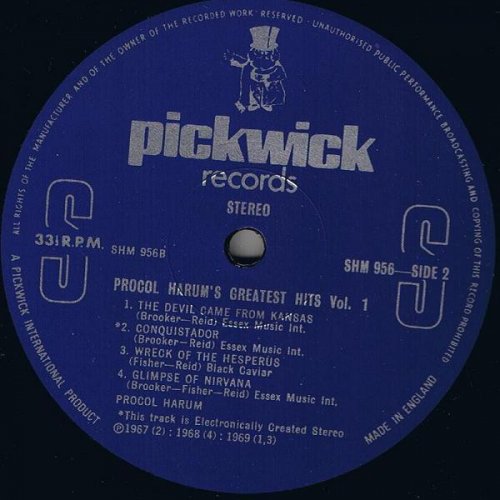 ALL RIGHTS OF THE MANUFACTURER AND OF THE OWNER OF THE RECORDED WORK RESERVED UNAUTHORISED PUBLIC PERFORMANCE BROADCASTING AND COPYING OF THIS RECORD PROHIBITED
pickwick
records
STEREO
S S
33⅓ R.P.M. SHM 956B SHM 956—SIDE 2
PROCOL HARUM'S GREATEST HITS Vol. 1
1. THE DEVIL CAME FROM KANSAS
(Brooker—Reid) Essex Music Int.
*2. CONQUISTADOR
(Brooker—Reid) Essex Music Int.
3. WRECK OF THE HESPERUS
(Fisher—Reid) Black Caviar
4. GLIMPSE OF NIRVANA
(Brooker—Fisher—Reid) Essex Music Int.
PROCOL HARUM
*This track is Electronically Created Stereo
Ⓟ1967 (2) : 1968 (4) : 1969 (1,3)
A PICKWICK INTERNATIONAL PRODUCT
MADE IN ENGLAND